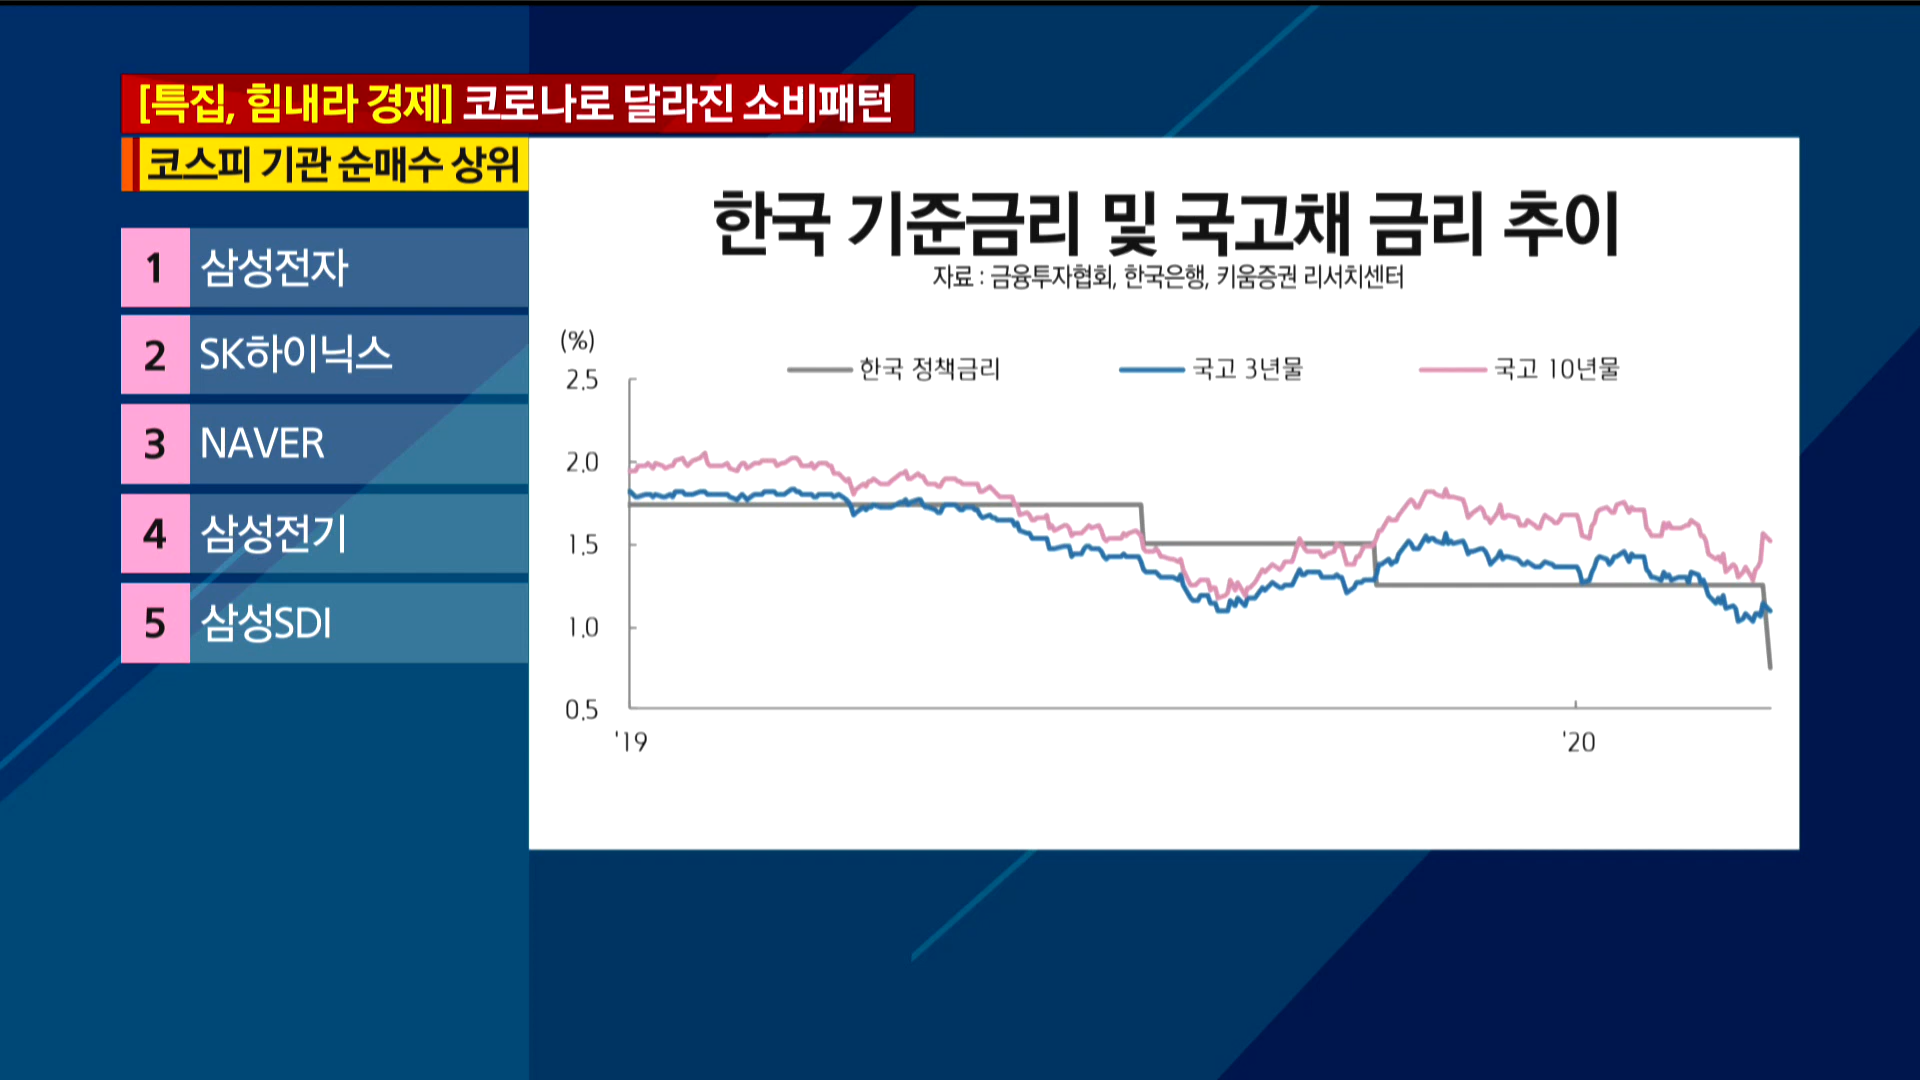 [특집, 힘내라 경제] 코로나로 달라진 소비패턴
코스피 기관 순매수 상위
1 삼성전자
2 SK하이닉스
3 NAVER
4 삼성전기
5 삼성SDI
한국 기준금리 및 국고채 금리 추이
자료 : 금융투자협회, 한국은행, 키움증권 리서치센터
(%)
한국 정책금리 국고 3년물 국고 10년물
2.5
2.0
1.5
1.0
0.5
'19 '20